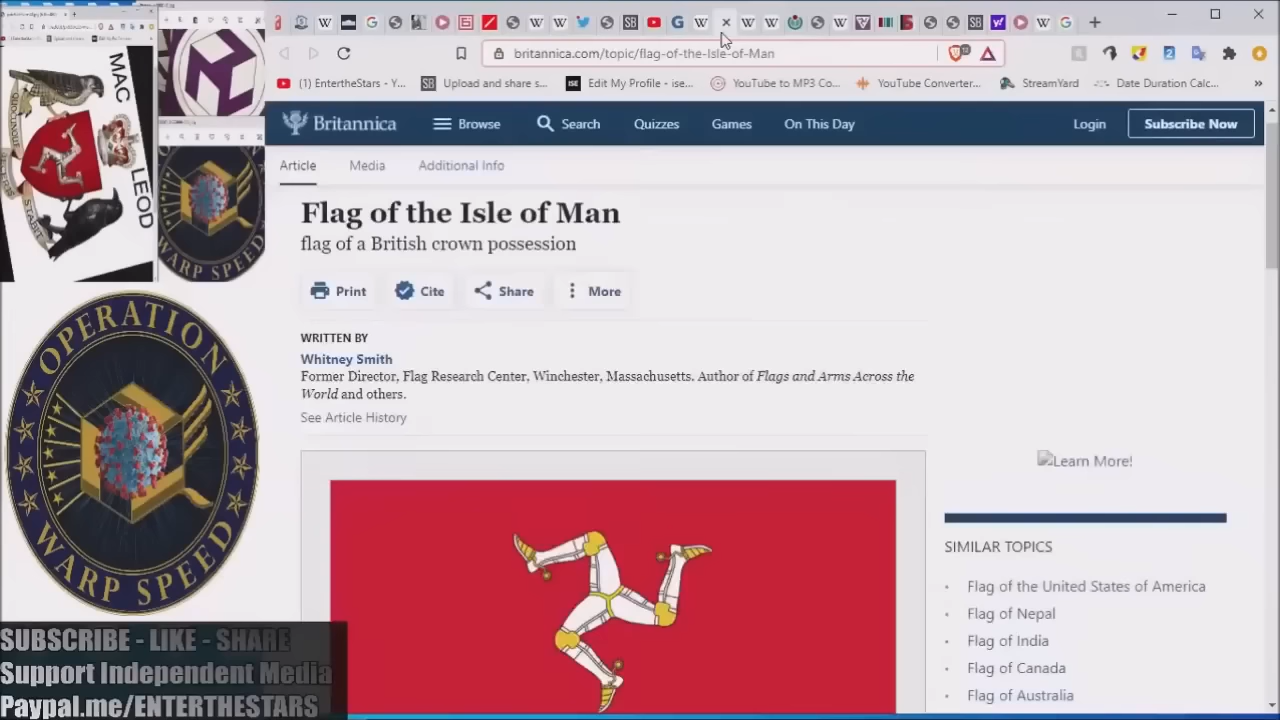 britannica.com/topic/flag-of-the-Isle-of-Man
(1) EntertheStars - Y...
Upload and share s...
Edit My Profile - ise...
YouTube to MP3 Co...
YouTube Converter...
StreamYard
Date Duration Calc...
Britannica
Browse
Search
Quizzes
Games
On This Day
Login
Subscribe Now
Article
Media
Additional Info
Flag of the Isle of Man
flag of a British crown possession
Print
Cite
Share
More
WRITTEN BY
Whitney Smith
Former Director, Flag Research Center, Winchester, Massachusetts. Author of Flags and Arms Across the
World and others.
See Article History
Learn More!
SIMILAR TOPICS
Flag of the United States of America
Flag of Nepal
Flag of India
Flag of Canada
Flag of Australia
MAC LEOD
STABIT
WARP SPEED
OPERATION
WARP SPEED
SUBSCRIBE - LIKE - SHARE
Support Independent Media
Paypal.me/ENTERTHESTARS